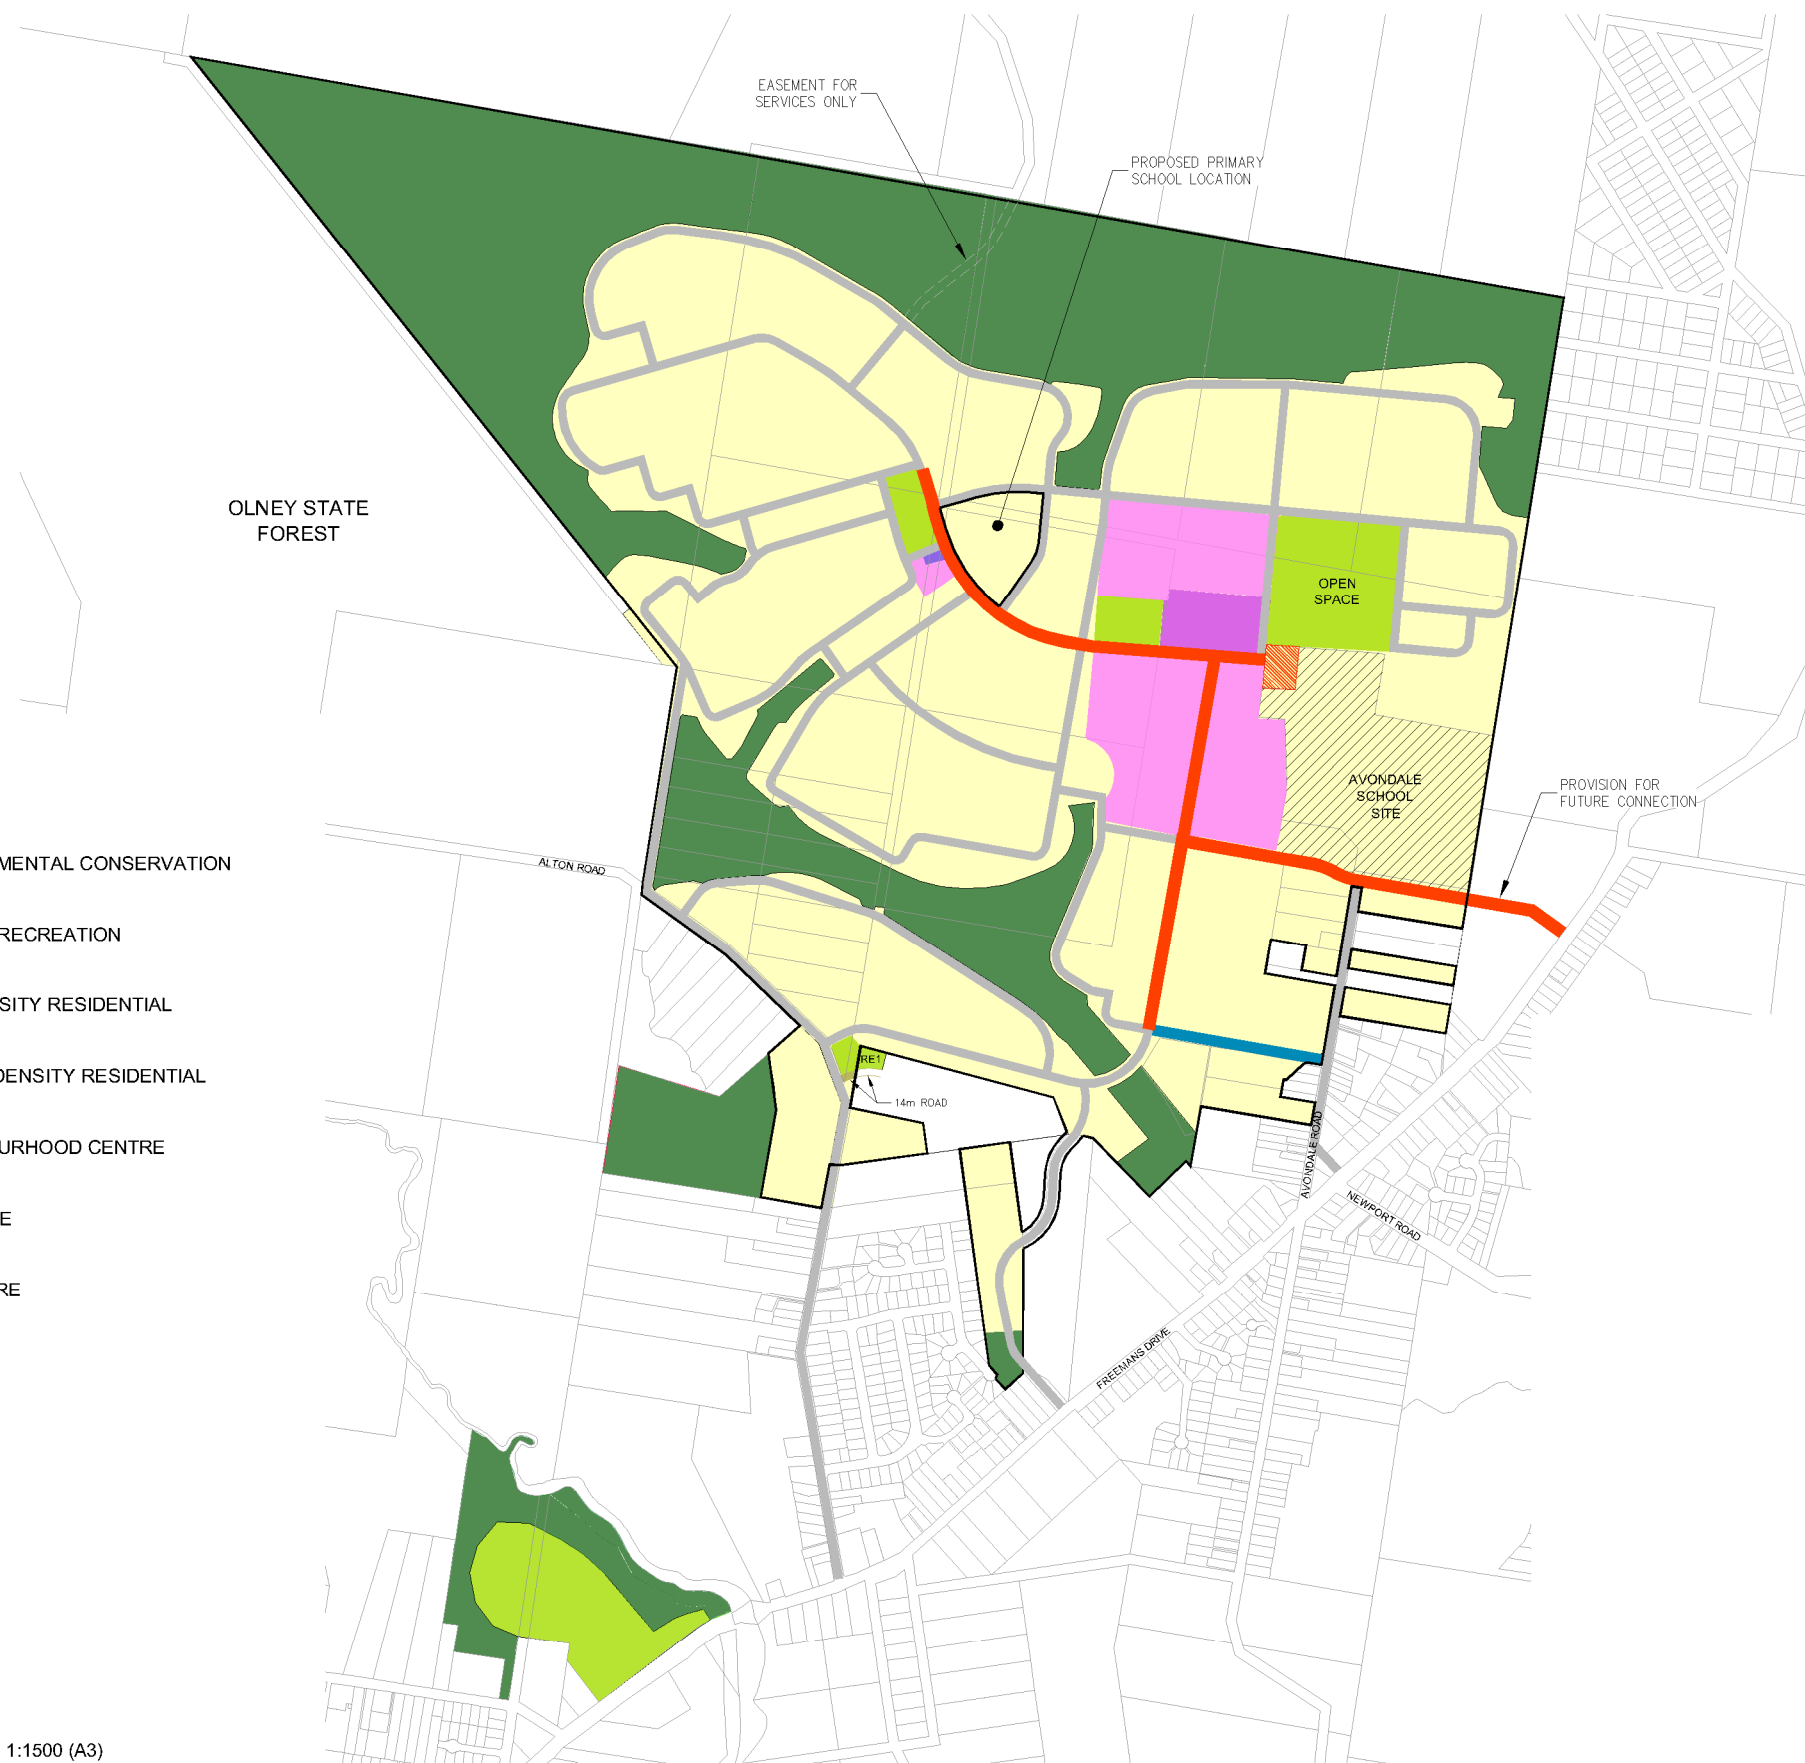 EASEMENT FOR
SERVICES ONLY
PROPOSED PRIMARY
SCHOOL LOCATION
OLNEY STATE
FOREST
OPEN
SPACE
AVONDALE
SCHOOL
SITE
PROVISION FOR
FUTURE CONNECTION
MENTAL CONSERVATION
ALTON ROAD
RECREATION
SITY RESIDENTIAL
RE1
DENSITY RESIDENTIAL
14m ROAD
URHOOD CENTRE
AVONDALE ROAD
NEWPORT ROAD
E
RE
FREEMANS DRIVE
1:1500 (A3)